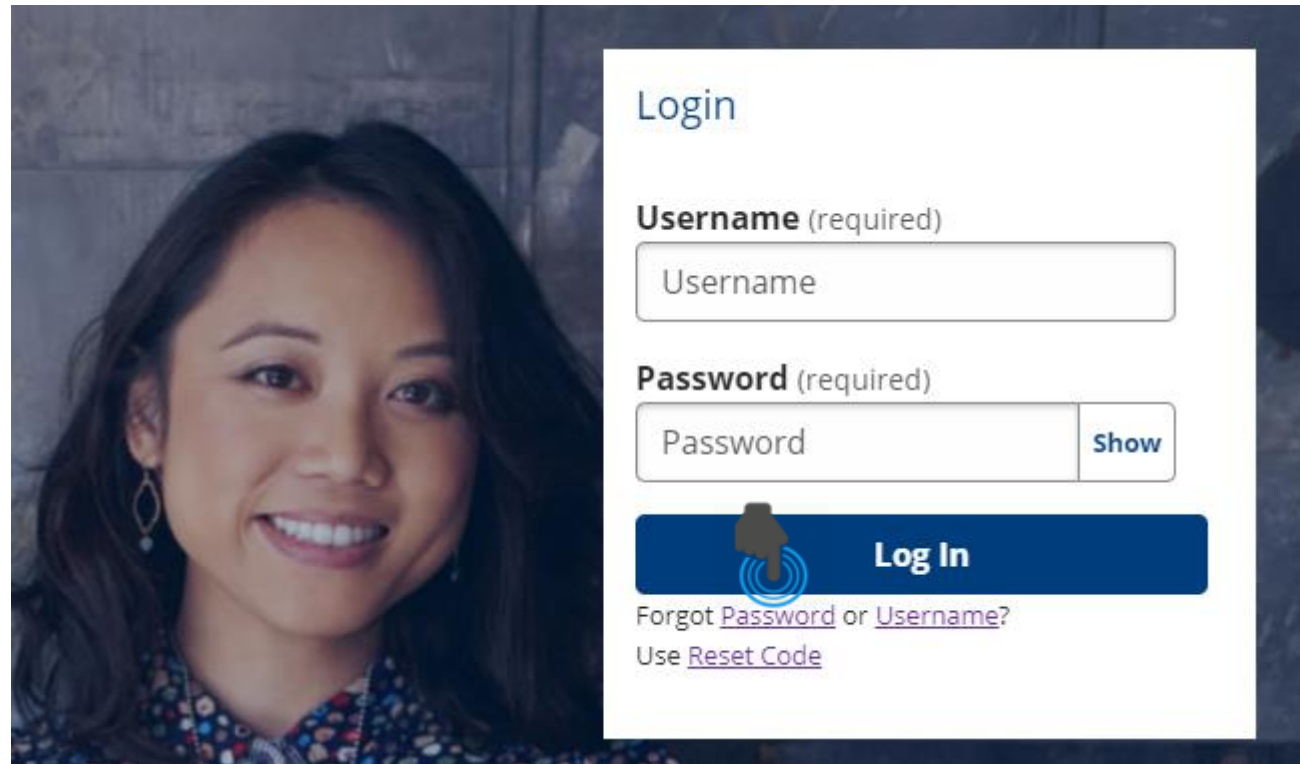 Login
Username (required)
Username
Password (required)
Password Show
Log In
Forgot Password or Username?
Use Reset Code